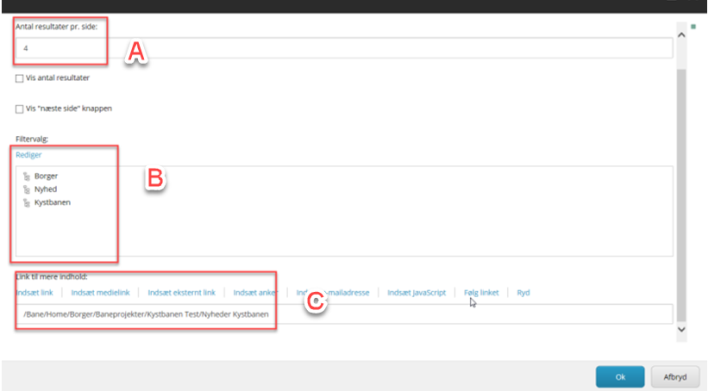 Antal resultater pr. side:
4
A
Vis antal resultater
Vis "næste side" knappen
Filtervalg:
Rediger
B
Borger
Nyhed
Kystbanen
Link til mere indhold:
Indsæt link Indsæt medielink Indsæt eksternt link Indsæt anker mailadresse Indsæt JavaScript Følg linket Ryd
C
/Bane/Home/Borger/Baneprojekter/Kystbanen Test/Nyheder Kystbanen
Ok Afbryd